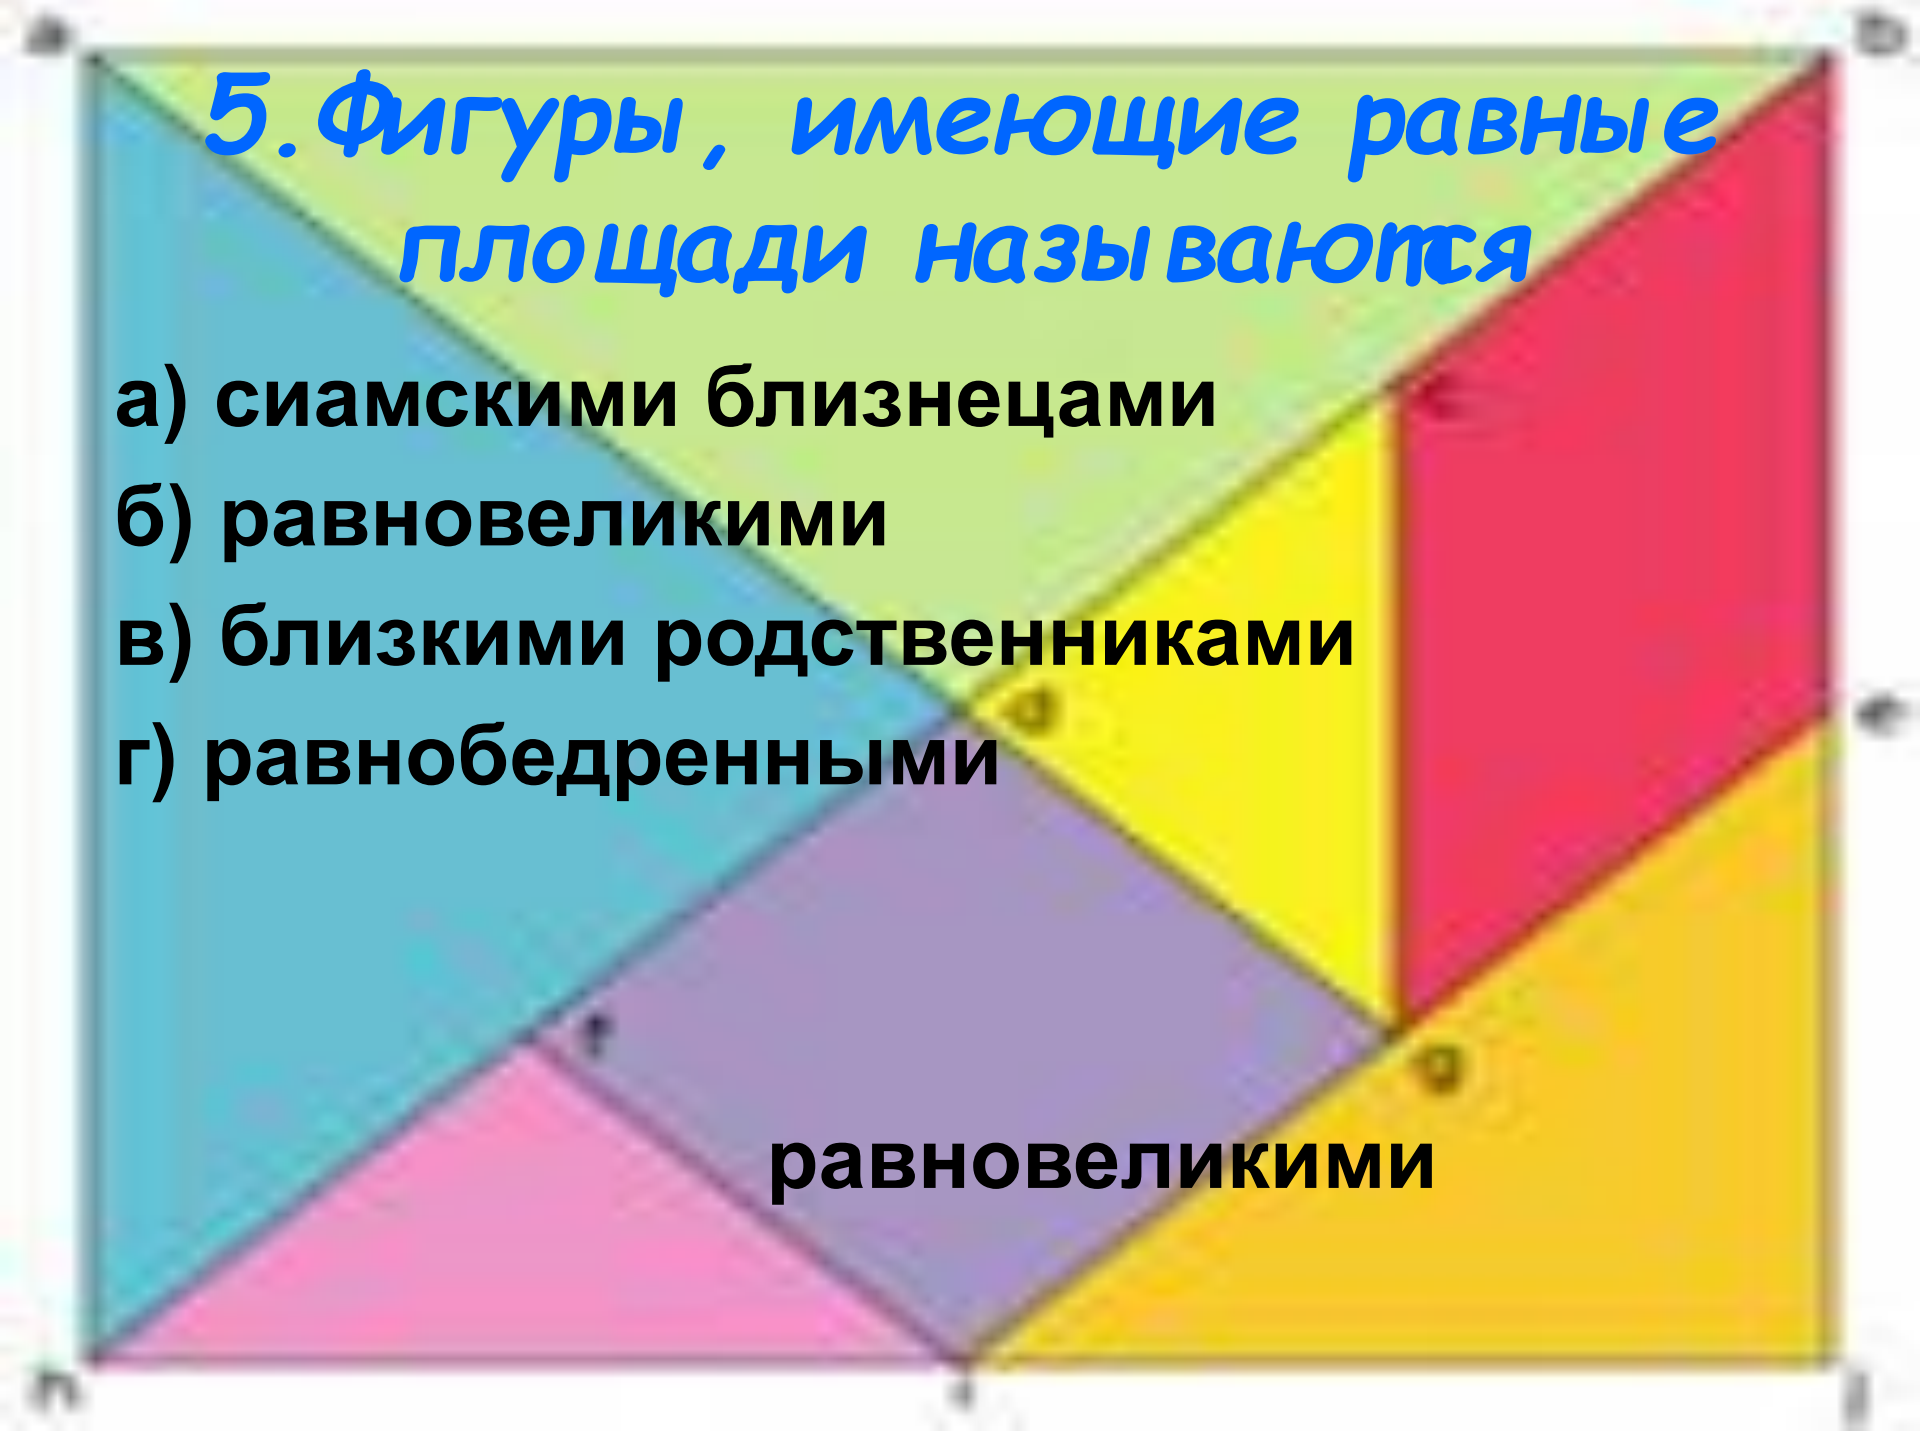 5.Фигуры, имеющие равные
площади называются
а) сиамскими близнецами
б) равновеликими
в) близкими родственниками
г) равнобедренными
равновеликими